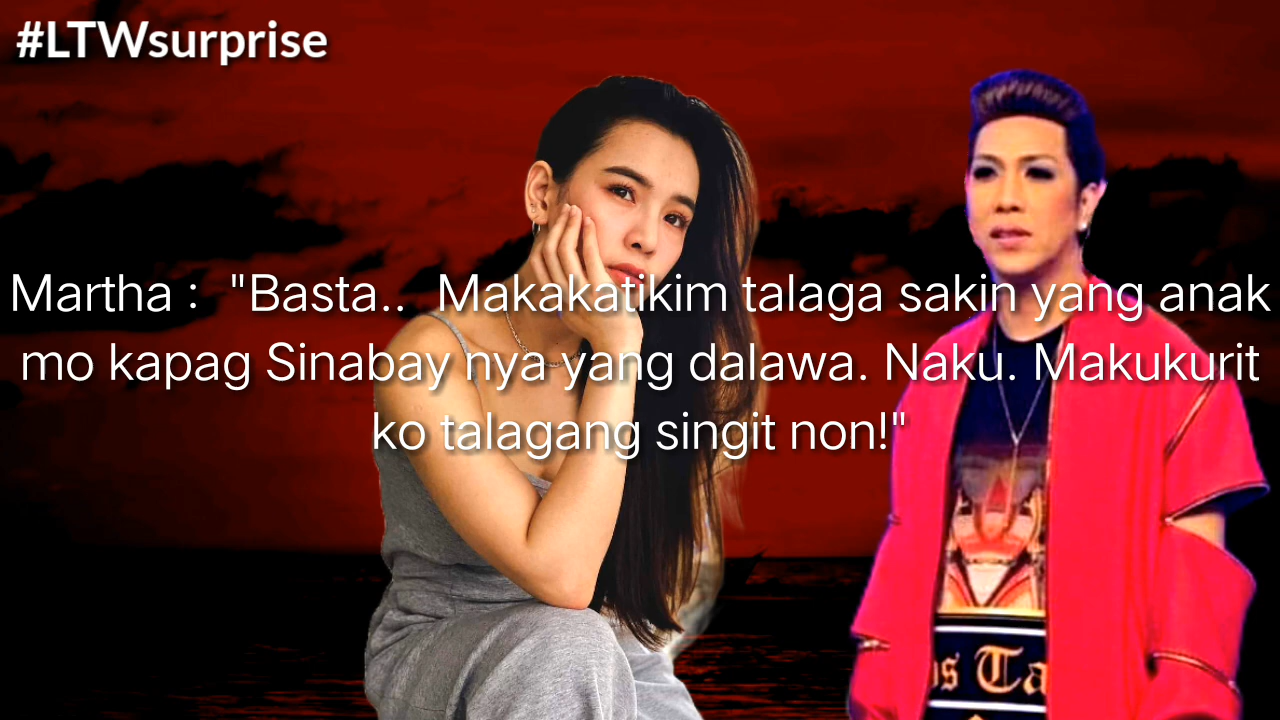 #LTWsurprise
Martha : "Basta.. Makakatikim talaga sakin yang anak
mo kapag Sinabay nya yang dalawa. Naku. Makukurit
ko talagang singit non!"